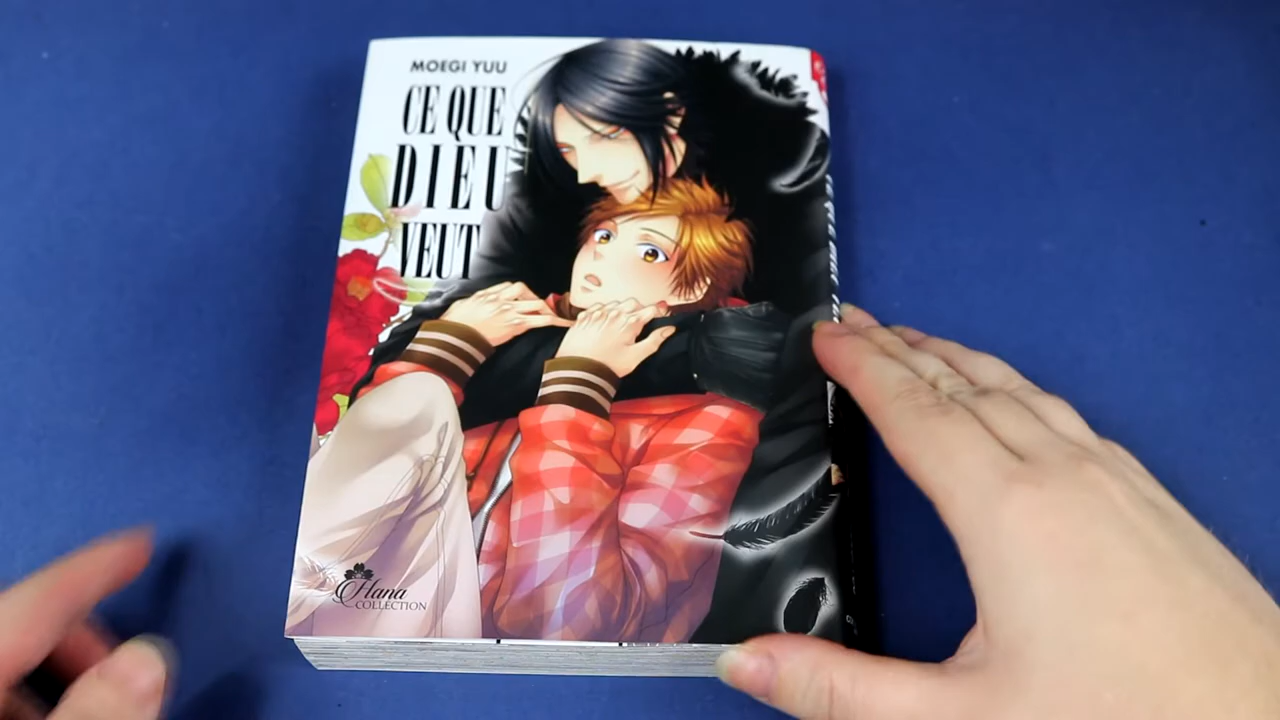 MOEGI YUU
CE QUE
DIEU
VEUT
Hana
COLLECTION